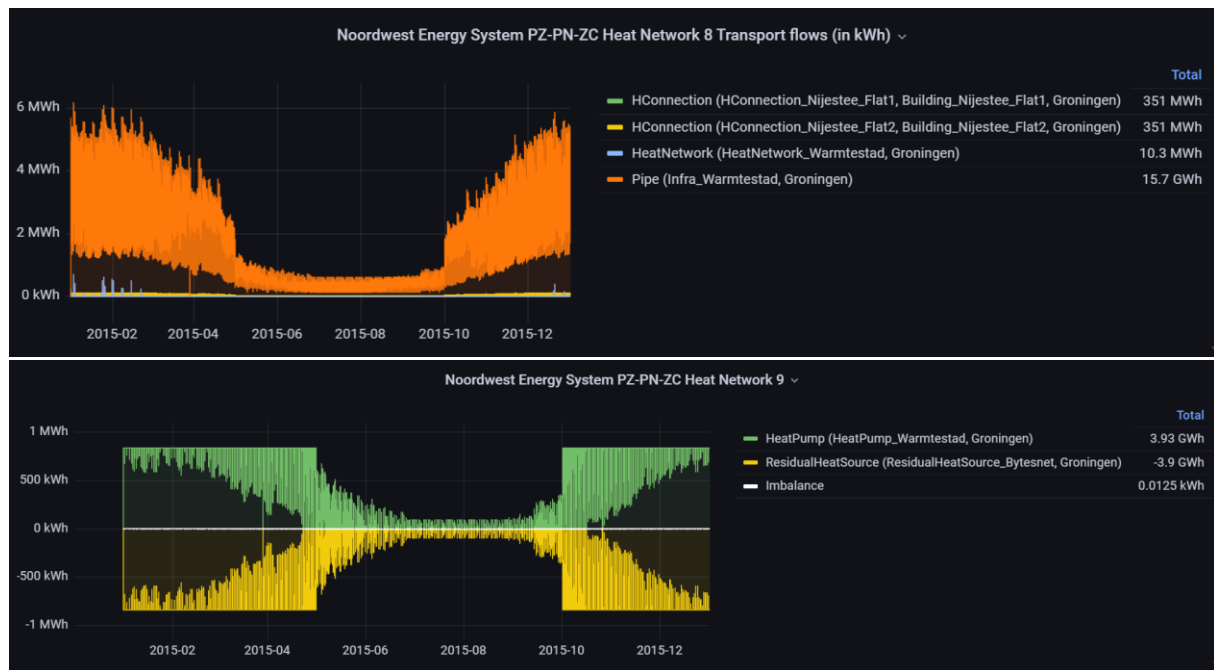 Noordwest Energy System PZ-PN-ZC Heat Network 8 Transport flows (in kWh)
Total
6 MWh
4 MWh
2 MWh
0 kWh
2015-02 2015-04 2015-06 2015-08 2015-10 2015-12
HConnection (HConnection_Nijestee_Flat1, Building_Nijestee_Flat1, Groningen) 351 MWh
HConnection (HConnection_Nijestee_Flat2, Building_Nijestee_Flat2, Groningen) 351 MWh
HeatNetwork (HeatNetwork_Warmtestad, Groningen) 10.3 MWh
Pipe (Infra_Warmtestad, Groningen) 15.7 GWh
Noordwest Energy System PZ-PN-ZC Heat Network 9
Total
1 MWh
500 kWh
0 kWh
-500 kWh
-1 MWh
2015-02 2015-04 2015-06 2015-08 2015-10 2015-12
HeatPump (HeatPump_Warmtestad, Groningen) 3.93 GWh
ResidualHeatSource (ResidualHeatSource_Bytesnet, Groningen) -3.9 GWh
Imbalance 0.0125 kWh